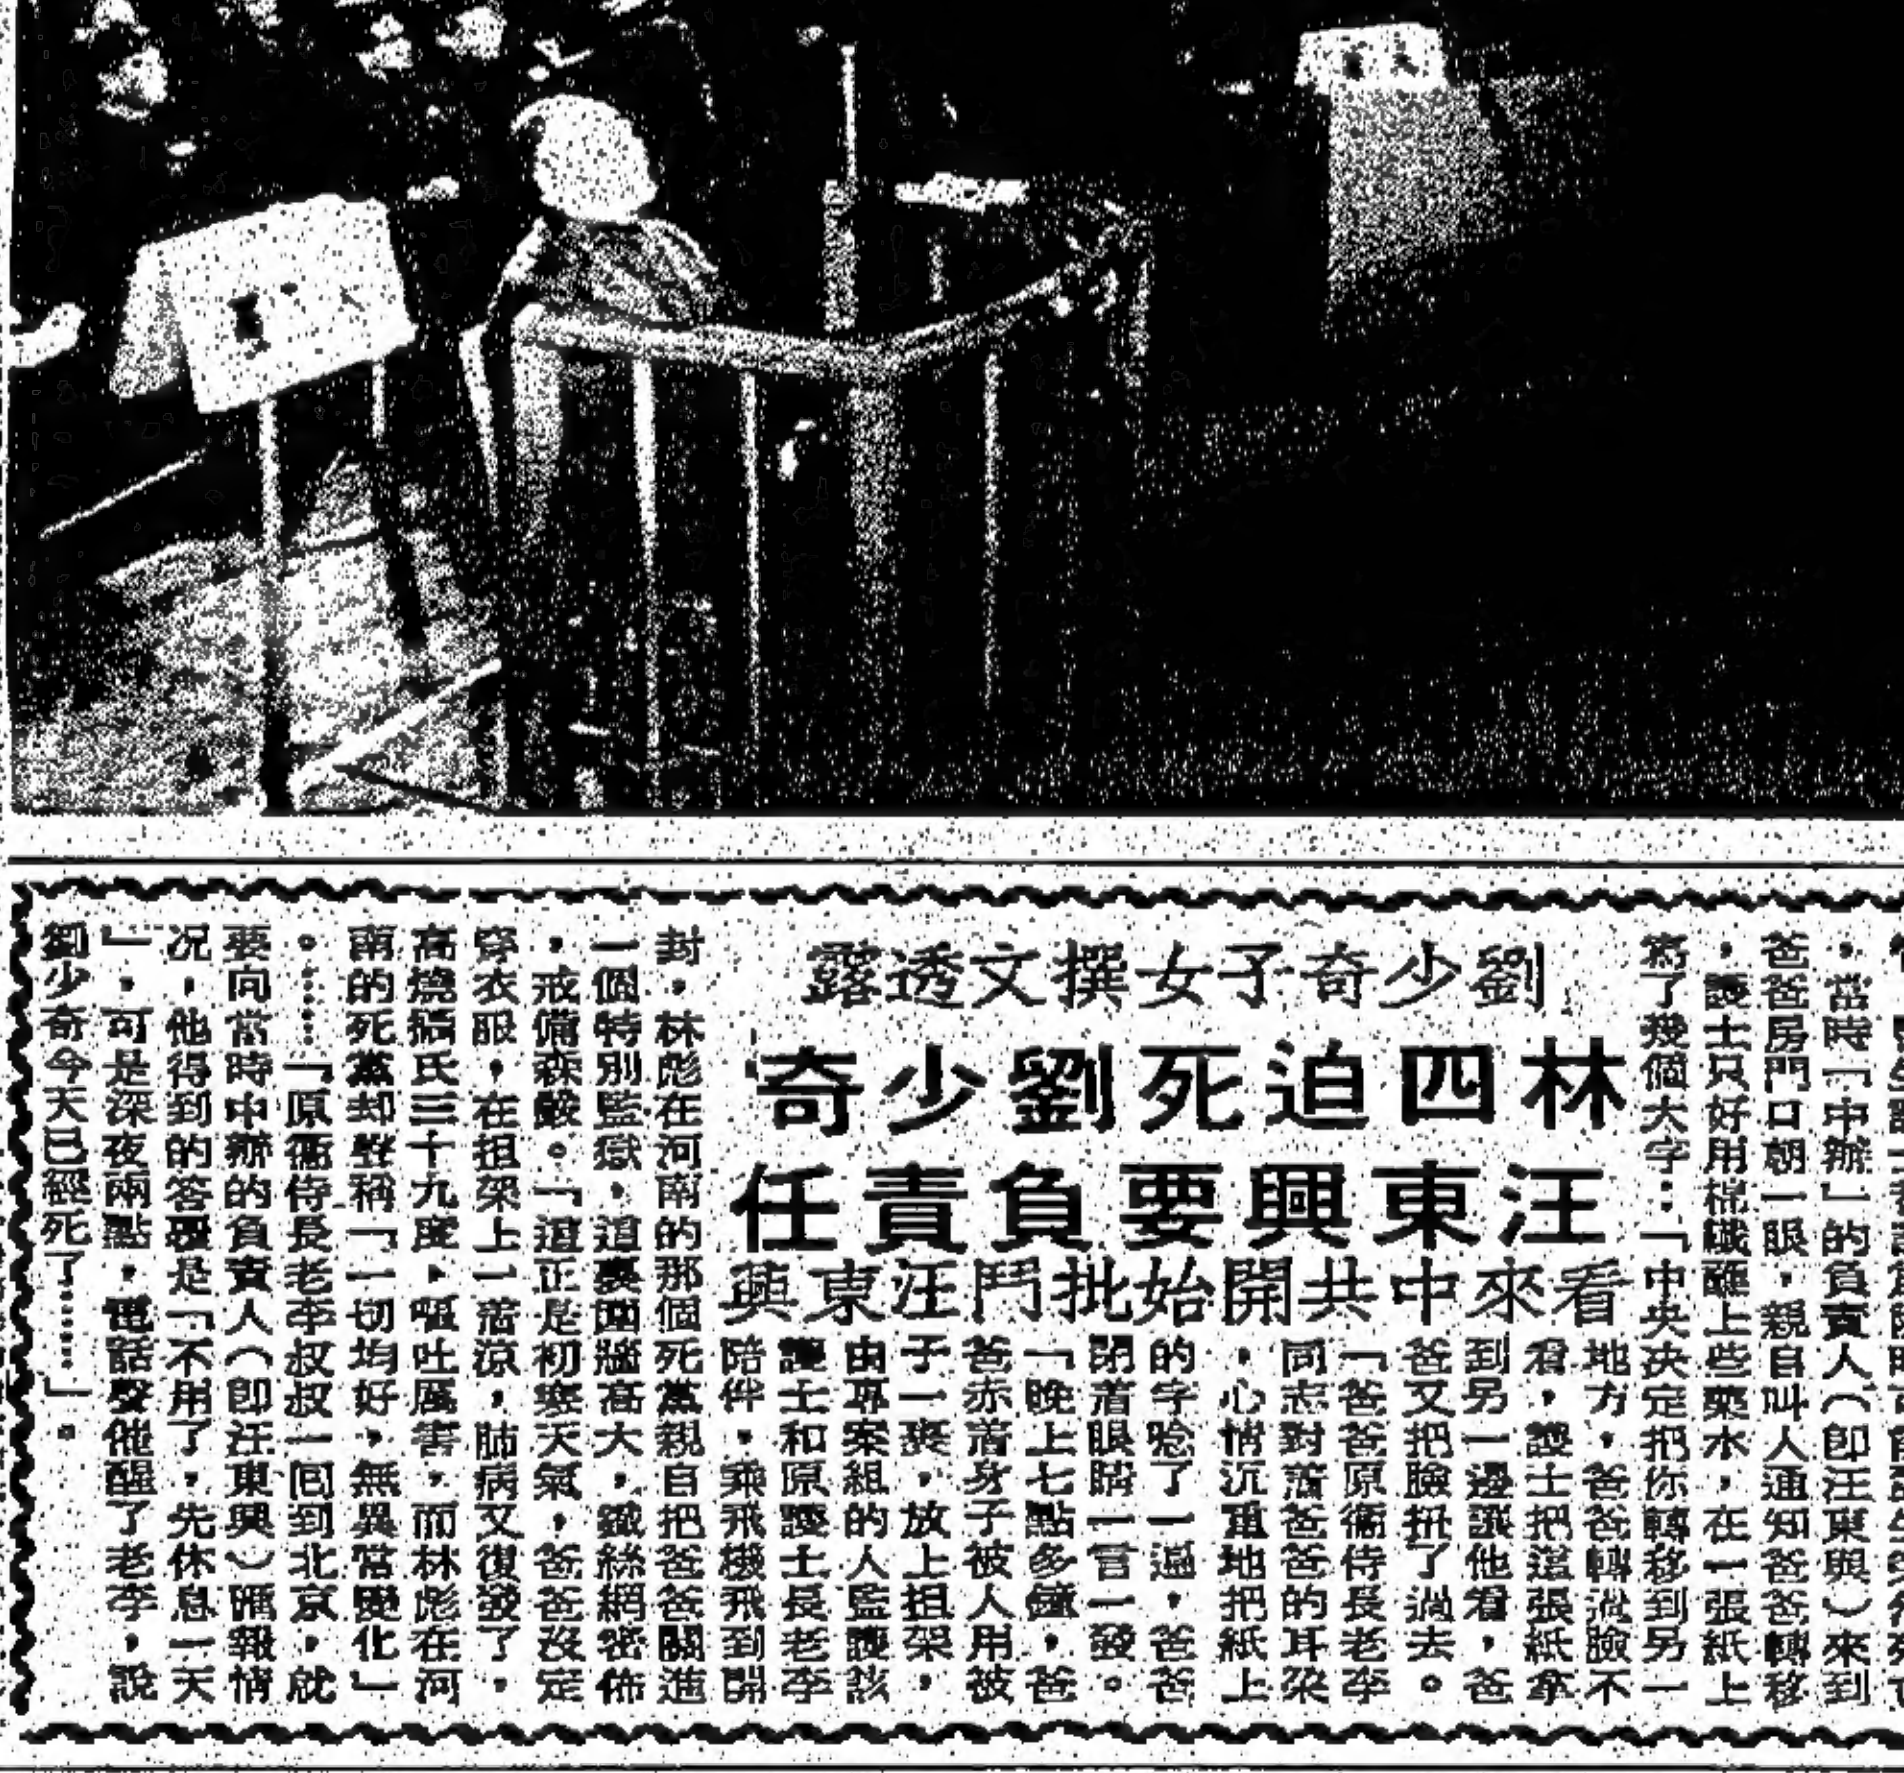 劉少奇子女撰文透露
林四迫死劉少奇
汪東興要負責任
看來中共開始批鬥汪東興
，當時「中辦」的負責人（卽汪東興）來到
爸爸房門口朝一眼，親自叫人通知爸爸轉移
，護士只好用棉籤醮上些藥水，在一張紙上
寫了幾個大字：「中央決定把你轉移到另一
地方，爸爸轉過臉不
看，護士把這張紙拿
到另一邊讓他看，爸
爸又把臉扭了過去。
「爸爸原衞侍長老李
同志對着爸爸的耳朶
，心情沉重地把紙上
的字唸了一遍，爸爸
閉着眼睛一言一發。
「晚上七點多鐘，爸
爸赤着身子被人用被
子一裹，放上担架，
由專案組的人監護該
護士和原護士長老李
陪伴，乘飛機飛到開
封，林彪在河南的那個死黨親自把爸爸關進
一個特別監獄，這裏圍牆高大，鐵絲網密佈
，戒備森嚴。「這正是初寒天氣，爸爸沒定
穿衣服，在担架上一着涼，肺病又復發了，
高燒攝氏三十九度，嘔吐厲害，而林彪在河
南的死黨却聲稱「一切均好，無異常變化」
。……「原衞侍長老李叔叔一囘到北京，就
要向當時中辦的負責人（卽汪東興）匯報情
况，他得到的答覆是「不用了，先休息一天
」，可是深夜兩點，電話聲催醒了老李，說
劉少奇今天已經死了……」。